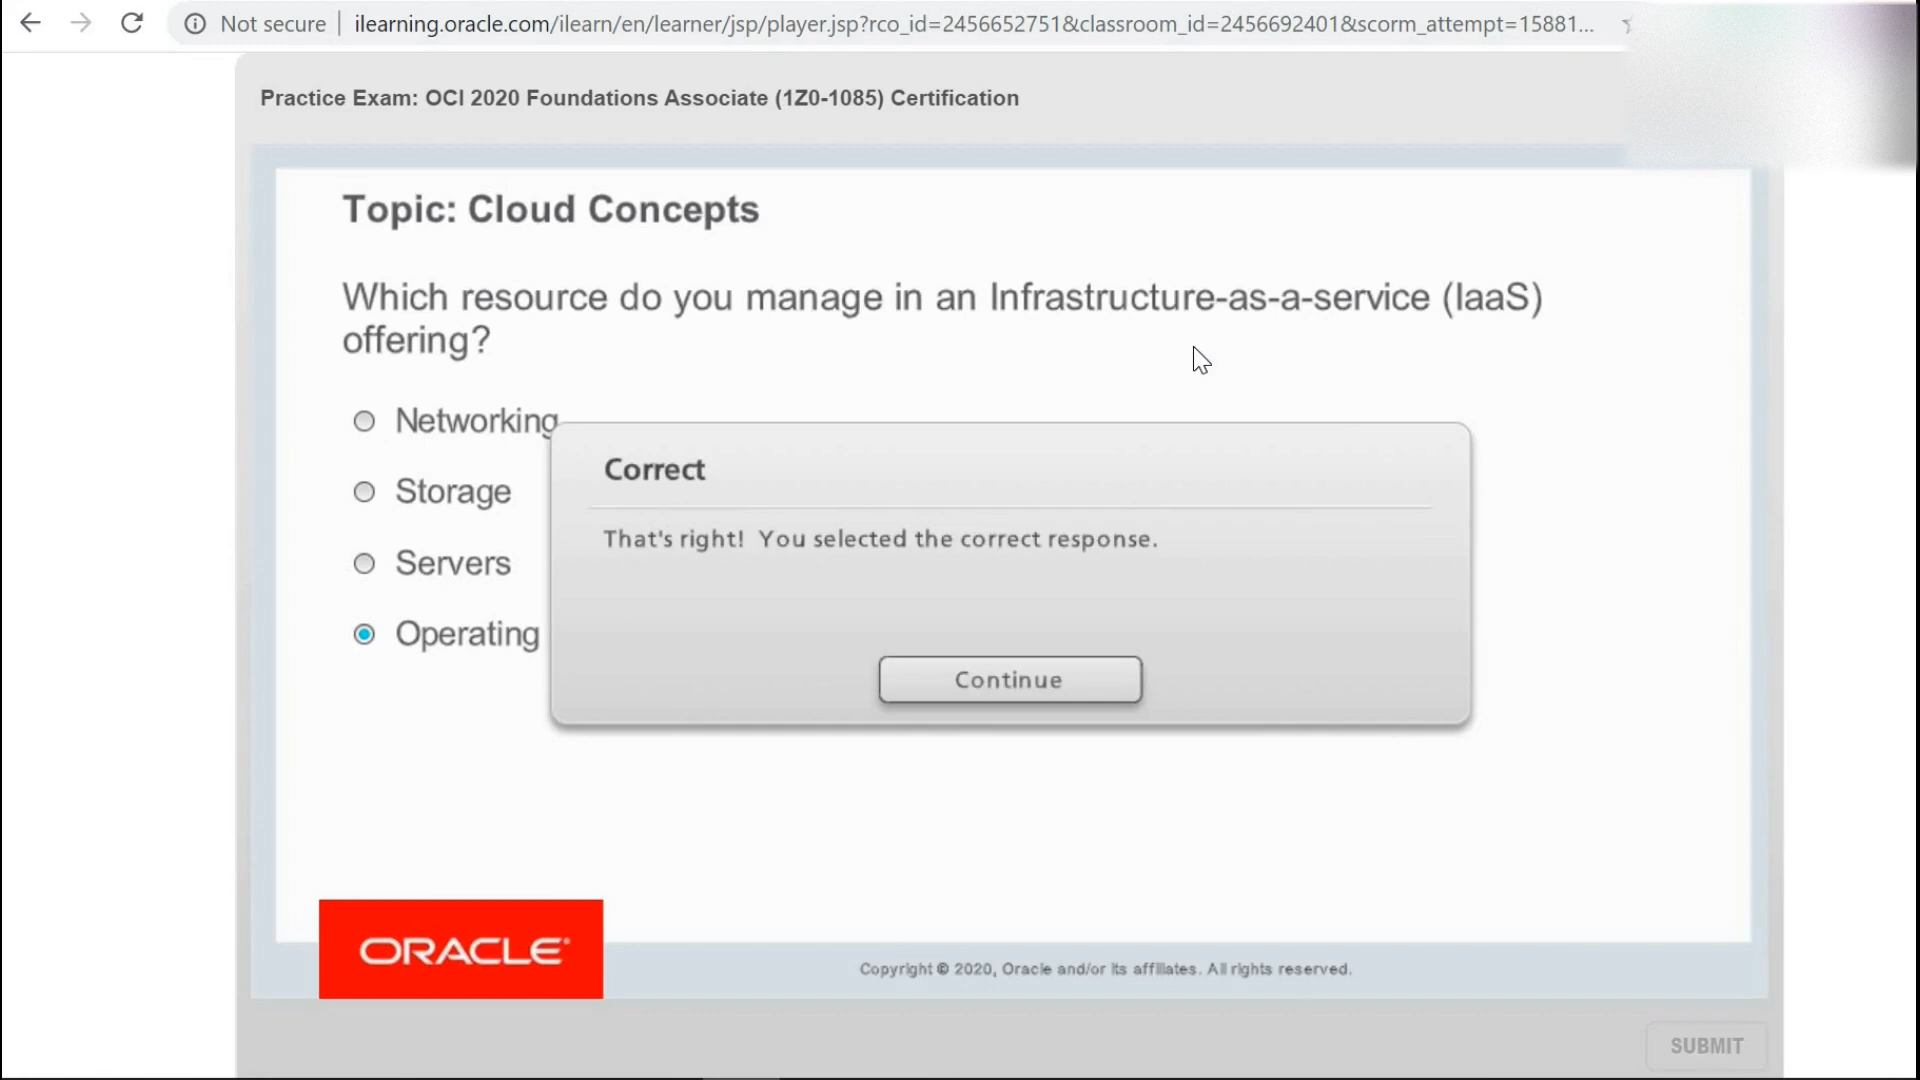 Not secure ilearning.oracle.com/ilearn/en/learner/jsp/player.jsp?rco_id=2456652751&classroom_id=2456692401&scorm_attempt=15881...
Practice Exam: OCI 2020 Foundations Associate (1Z0-1085) Certification
Topic: Cloud Concepts
Which resource do you manage in an Infrastructure-as-a-service (IaaS)
offering?
Networking
Storage
Servers
Operating
Correct
That's right! You selected the correct response.
Continue
ORACLE
Copyright © 2020, Oracle and/or its affiliates. All rights reserved.
SUBMIT